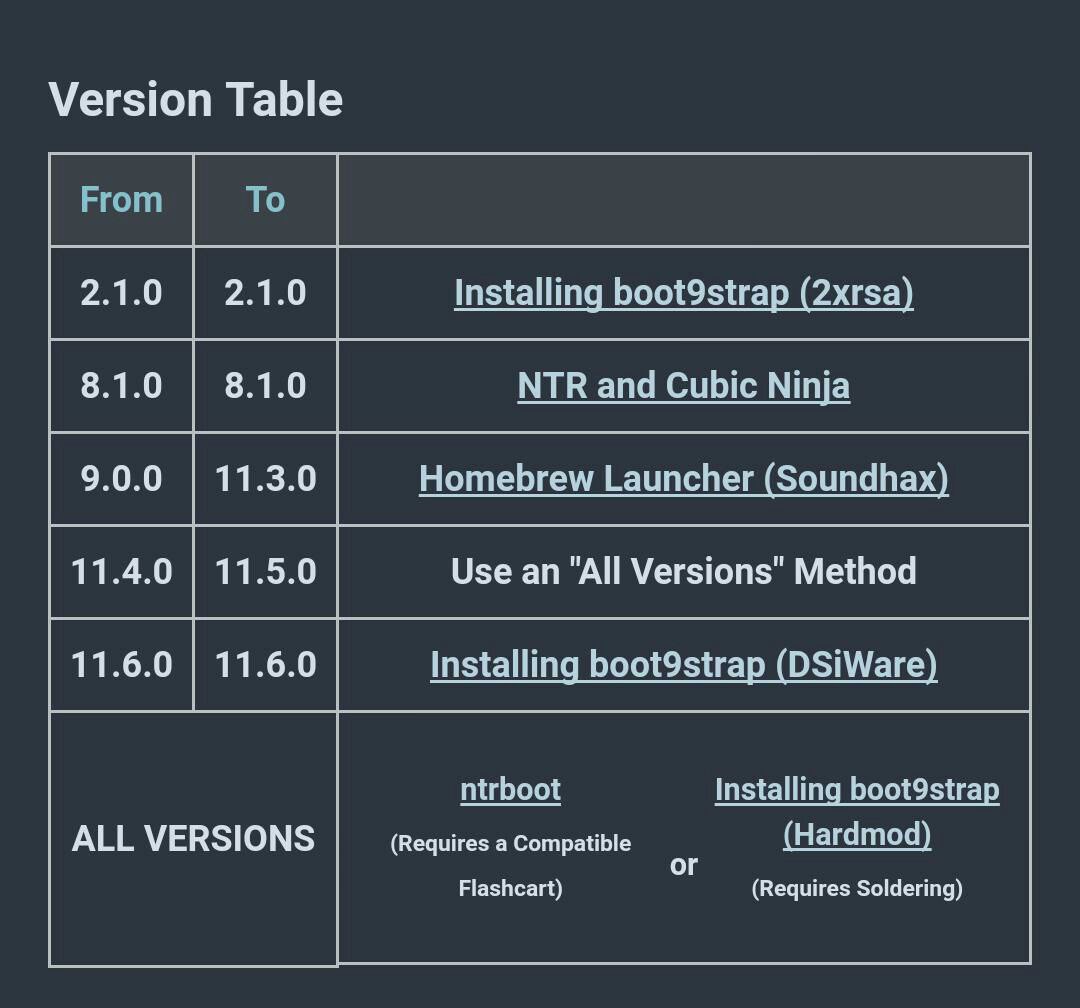 Version Table
From To
2.1.0 2.1.0 Installing boot9strap (2xrsa)
8.1.0 8.1.0 NTR and Cubic Ninja
9.0.0 11.3.0 Homebrew Launcher (Soundhax)
11.4.0 11.5.0 Use an "All Versions" Method
11.6.0 11.6.0 Installing boot9strap (DSiWare)
ALL VERSIONS
ntrboot
(Requires a Compatible
Flashcart)
or
Installing boot9strap
(Hardmod)
(Requires Soldering)